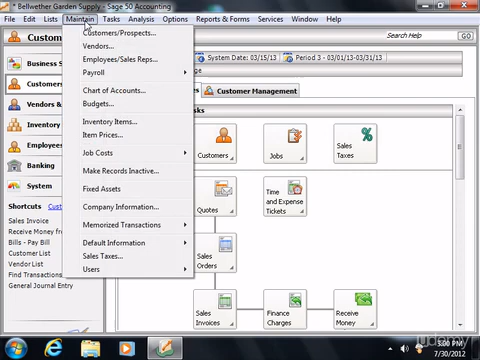 * Bellwether Garden Supply - Sage 50 Accounting
File Edit Lists Maintain Tasks Analysis Options Reports & Forms Services Window Help
Custom
Search Help
GO
Business S
Customers
Vendors &
Inventory
Employees
Banking
System
Shortcuts Cust
Sales Invoice
Receive Money
Bills - Pay Bill
Customer List
Vendor List
Find Transactions
General Journal Entry
Customers/Prospects...
Vendors...
Employees/Sales Reps...
Payroll
Chart of Accounts...
Budgets...
Inventory Items...
Item Prices...
Job Costs
Make Records Inactive...
Fixed Assets
Company Information...
Memorized Transactions
Default Information
Sales Taxes...
Users
System Date: 03/15/13
Period 3 - 03/01/13-03/31/13
ge
Customer Management
sks
Customers
Jobs
Sales
Taxes
Quotes
Time
and Expense
Tickets
Sales
Orders
Sales
Invoices
Finance
Charges
Receive
Money
udemy
5:00 PM
7/30/2012